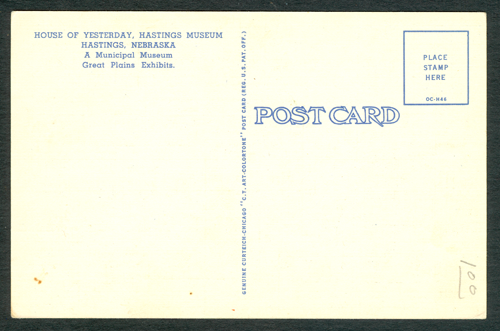 HOUSE OF YESTERDAY, HASTINGS MUSEUM
HASTINGS, NEBRASKA
A Municipal Museum
Great Plains Exhibits.
GENUINE CURTEICH-CHICAGO "C.T. ART-COLORTONE" POST CARD (REG. U.S. PAT. OFF.)
POST CARD
PLACE
STAMP
HERE
OC-H46
100